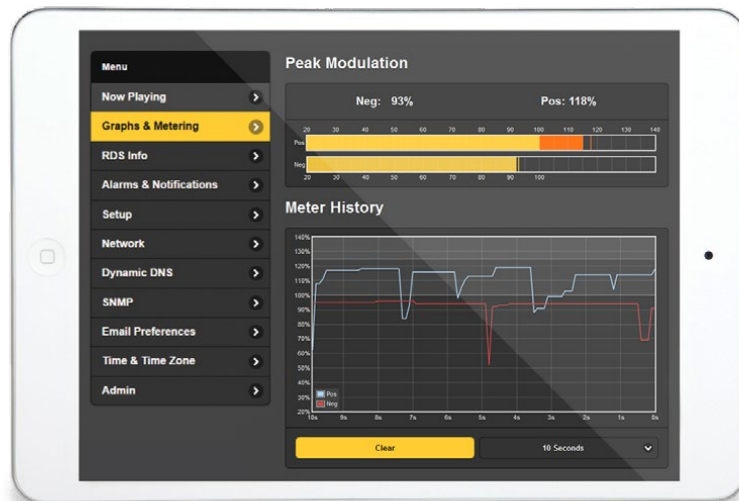 Menu
Now Playing
Graphs & Metering
RDS Info
Alarms & Notifications
Setup
Network
Dynamic DNS
SNMP
Email Preferences
Time & Time Zone
Admin
Peak Modulation
Neg: 93% Pos: 118%
20 30 40 50 60 70 80 90 100 110 120 130 140
Pos
Neg
20 30 40 50 60 70 80 90 100
Meter History
140%
130%
120%
110%
100%
90%
80%
70%
60%
50%
40%
30%
20%
Pos
Neg
10s 9s 8s 7s 6s 5s 4s 3s 2s 1s 0s
Clear 10 Seconds